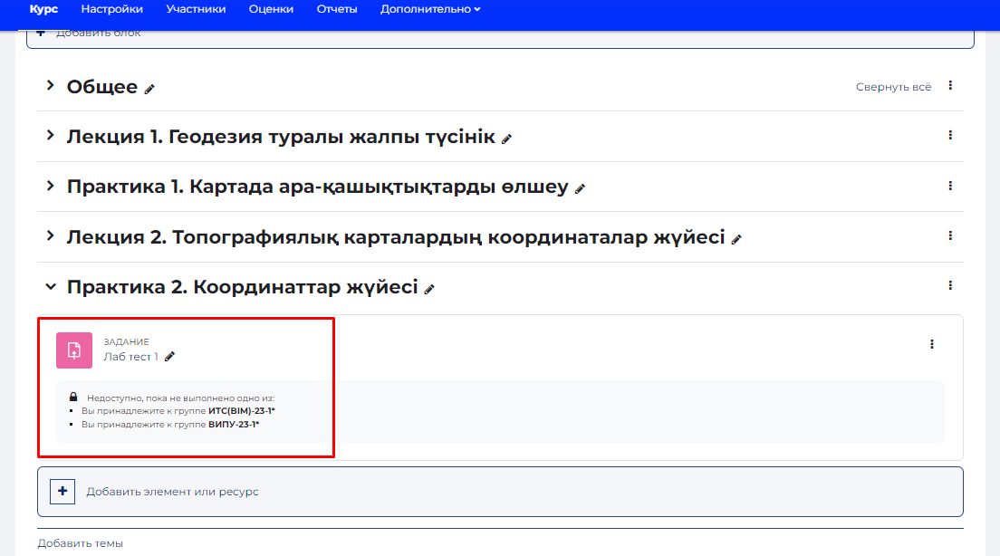 Курс Настройки Участники Оценки Отчеты Дополнительно
Добавить блок
Общее
Свернуть всё
Лекция 1. Геодезия туралы жалпы түсінік
Практика 1. Картада ара-қашықтықтарды өлшеу
Лекция 2. Топографиялық карталардың координаталар жүйесі
Практика 2. Координаттар жүйесі
ЗАДАНИЕ
Лаб тест 1
Недоступно, пока не выполнено одно из:
Вы принадлежите к группе ИТС(BIM)-23-1*
Вы принадлежите к группе ВИПУ-23-1*
Добавить элемент или ресурс
Добавить темы